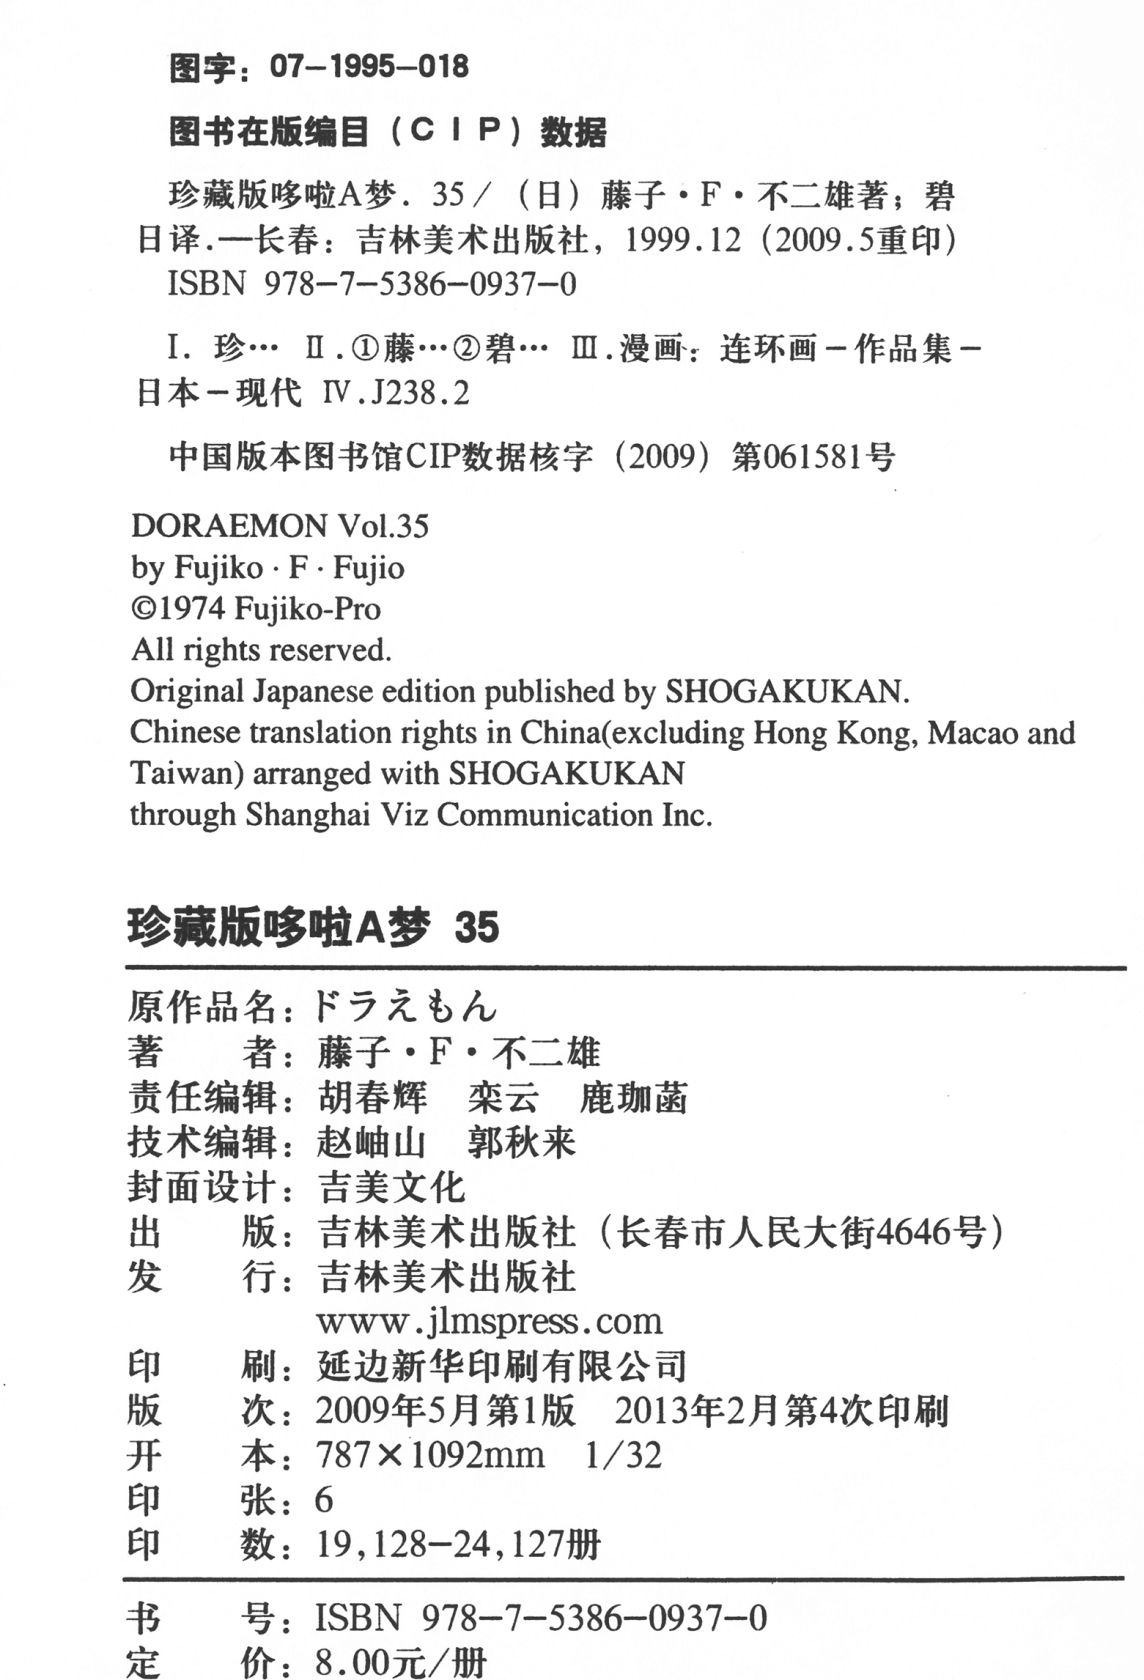 图字：07-1995-018
图书在版编目（CIP）数据
珍藏版哆啦A梦．35／（日）藤子·F·不二雄著；碧
日译.—长春：吉林美术出版社，1999.12（2009.5重印）
ISBN 978-7-5386-0937-0
Ⅰ．珍… Ⅱ.①藤…②碧… Ⅲ.漫画：连环画-作品集-
日本-现代 Ⅳ.J238.2
中国版本图书馆CIP数据核字（2009）第061581号
DORAEMON Vol.35
by Fujiko · F · Fujio
©1974 Fujiko-Pro
All rights reserved.
Original Japanese edition published by SHOGAKUKAN.
Chinese translation rights in China(excluding Hong Kong, Macao and
Taiwan) arranged with SHOGAKUKAN
through Shanghai Viz Communication Inc.
珍藏版哆啦A梦 35
原作品名：ドラえもん
著　　者：藤子·F·不二雄
责任编辑：胡春辉　栾云　鹿珈菡
技术编辑：赵岫山　郭秋来
封面设计：吉美文化
出　　版：吉林美术出版社（长春市人民大街4646号）
发　　行：吉林美术出版社
www.jlmspress.com
印　　刷：延边新华印刷有限公司
版　　次：2009年5月第1版　2013年2月第4次印刷
开　　本：787×1092mm　1/32
印　　张：6
印　　数：19,128-24,127册
书　　号：ISBN 978-7-5386-0937-0
定　　价：8.00元/册